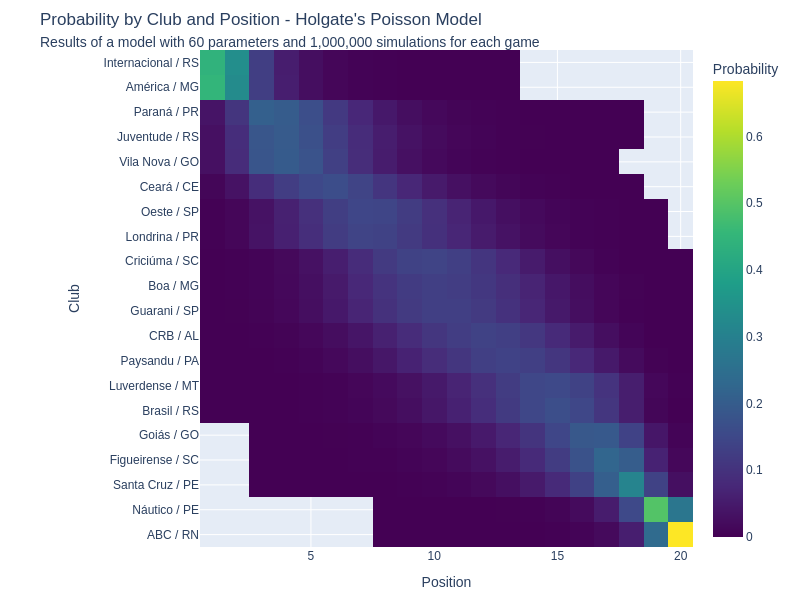 Probability by Club and Position - Holgate's Poisson Model
Results of a model with 60 parameters and 1,000,000 simulations for each game
Probability
Internacional / RS
América / MG
Paraná / PR
Juventude / RS
Vila Nova / GO
Ceará / CE
Oeste / SP
Londrina / PR
Criciúma / SC
Boa / MG
Guarani / SP
CRB / AL
Paysandu / PA
Luverdense / MT
Brasil / RS
Goiás / GO
Figueirense / SC
Santa Cruz / PE
Náutico / PE
ABC / RN
Club
5
10
15
20
Position
0.6
0.5
0.4
0.3
0.2
0.1
0